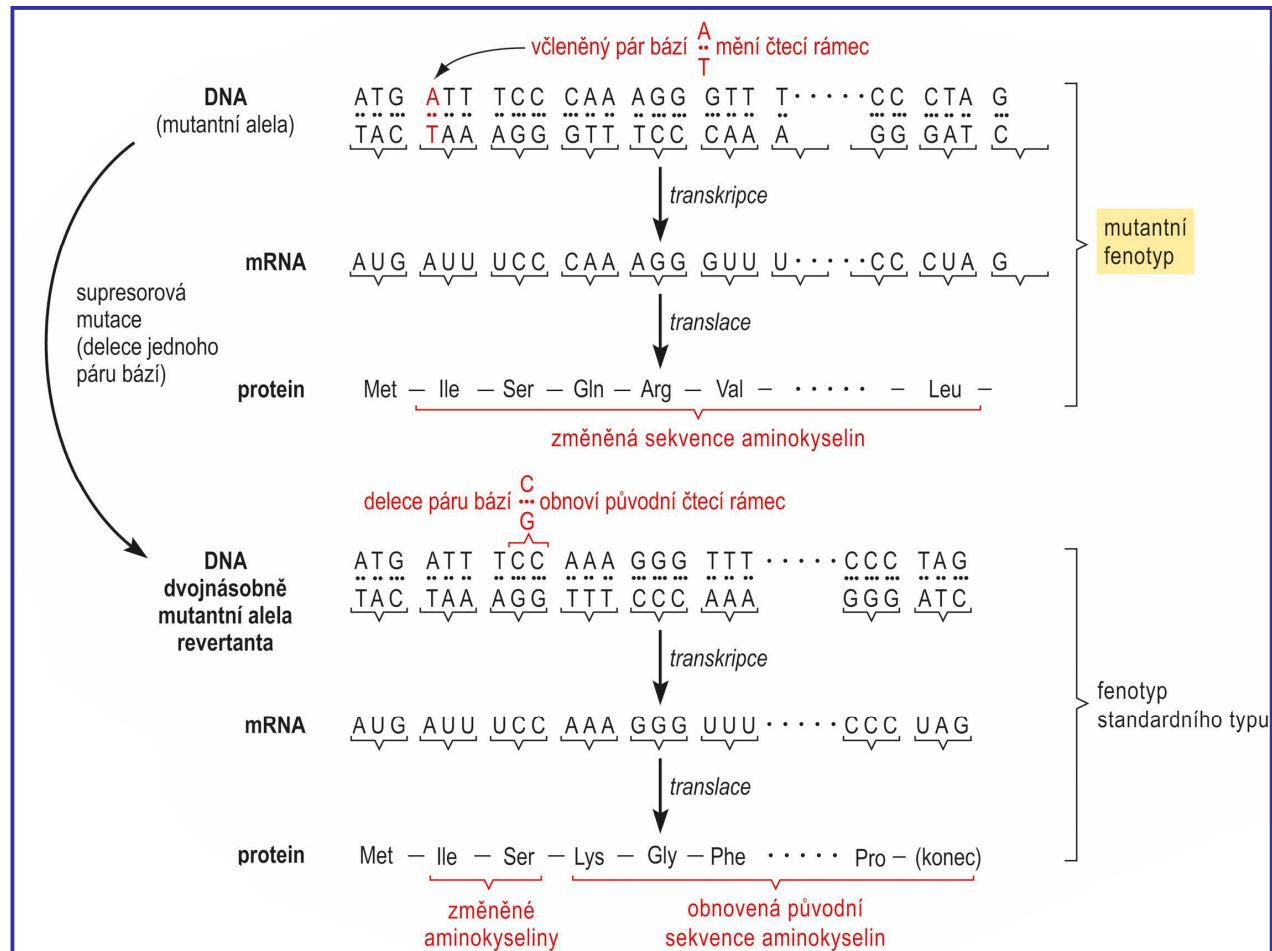 včleněný pár bází A T mění čtecí rámec
DNA
(mutantní alela)
ATG ATT TCC CAA AGG GTTT T·····CC CTAG G
TAC TAA AGG GTT TCC CAA A GG GAT C
transkripce
mRNA
AUG AUU UCC CAA AGG GUU U·····CC CUA G
supresorová
mutace
(delece jednoho
páru bází)
translace
protein
Met – Ile – Ser – Gln – Arg – Val – ····· – Leu –
změněná sekvence aminokyselin
mutantní
fenotyp
delece páru bází C G obnoví původní čtecí rámec
DNA
dvojnásobně
mutantní alela
revertanta
ATG ATT TCC AAA GGG TTT ····· CCC TAG
TAC TAA AGG TTT CCC AAA GGG ATC
transkripce
mRNA
AUG AUU UCC AAA GGG UUU ····· CCC UAG
translace
protein
Met – Ile – Ser – Lys – Gly – Phe ····· Pro – (konec)
změněné
aminokyseliny
obnovená původní
sekvence aminokyselin
fenotyp
standardního typu